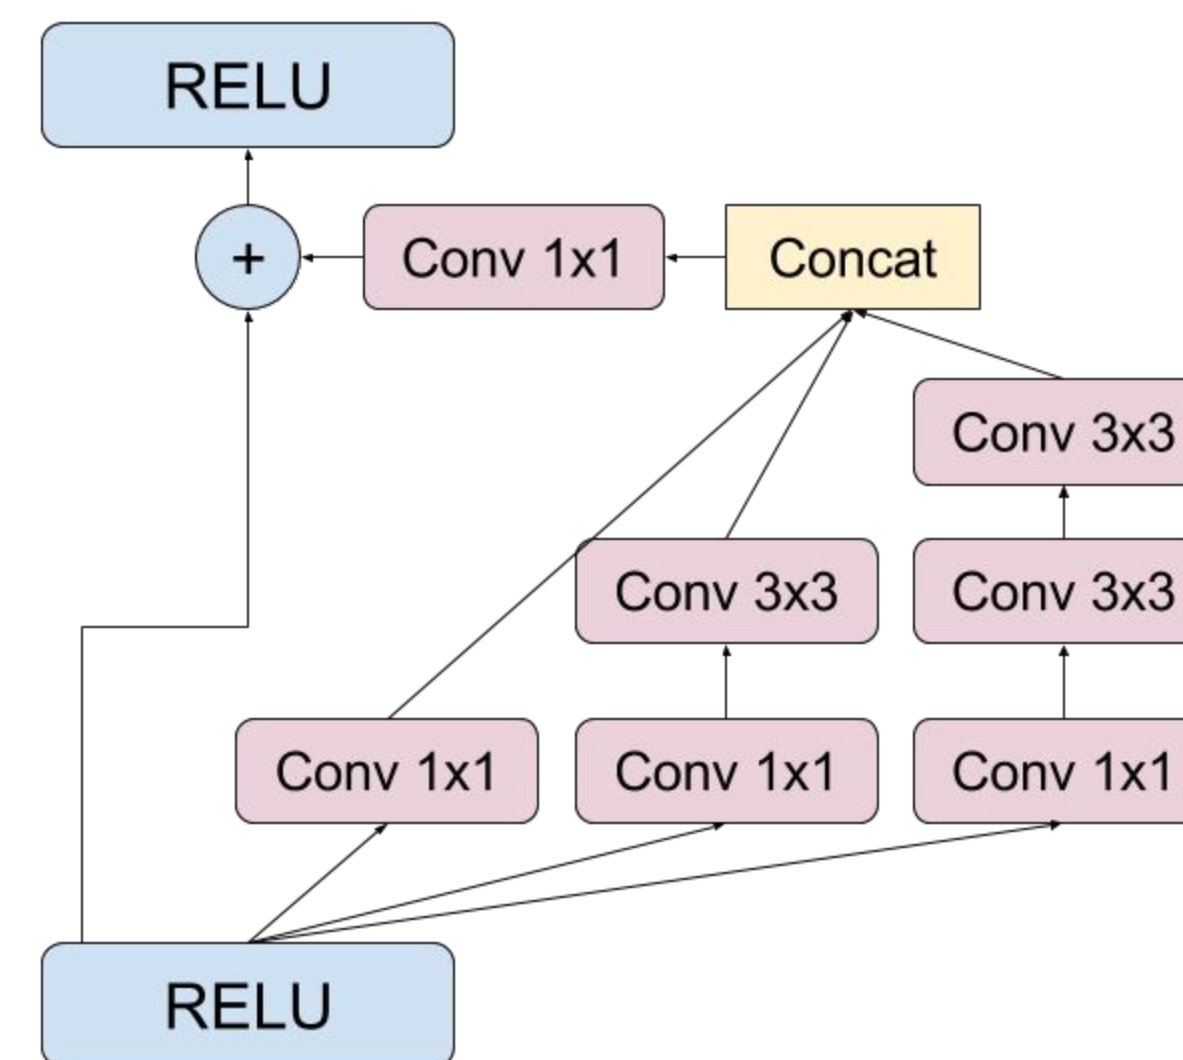 RELU
+
Conv 1x1
Concat
Conv 3x3
Conv 3x3
Conv 3x3
Conv 1x1
Conv 1x1
Conv 1x1
RELU